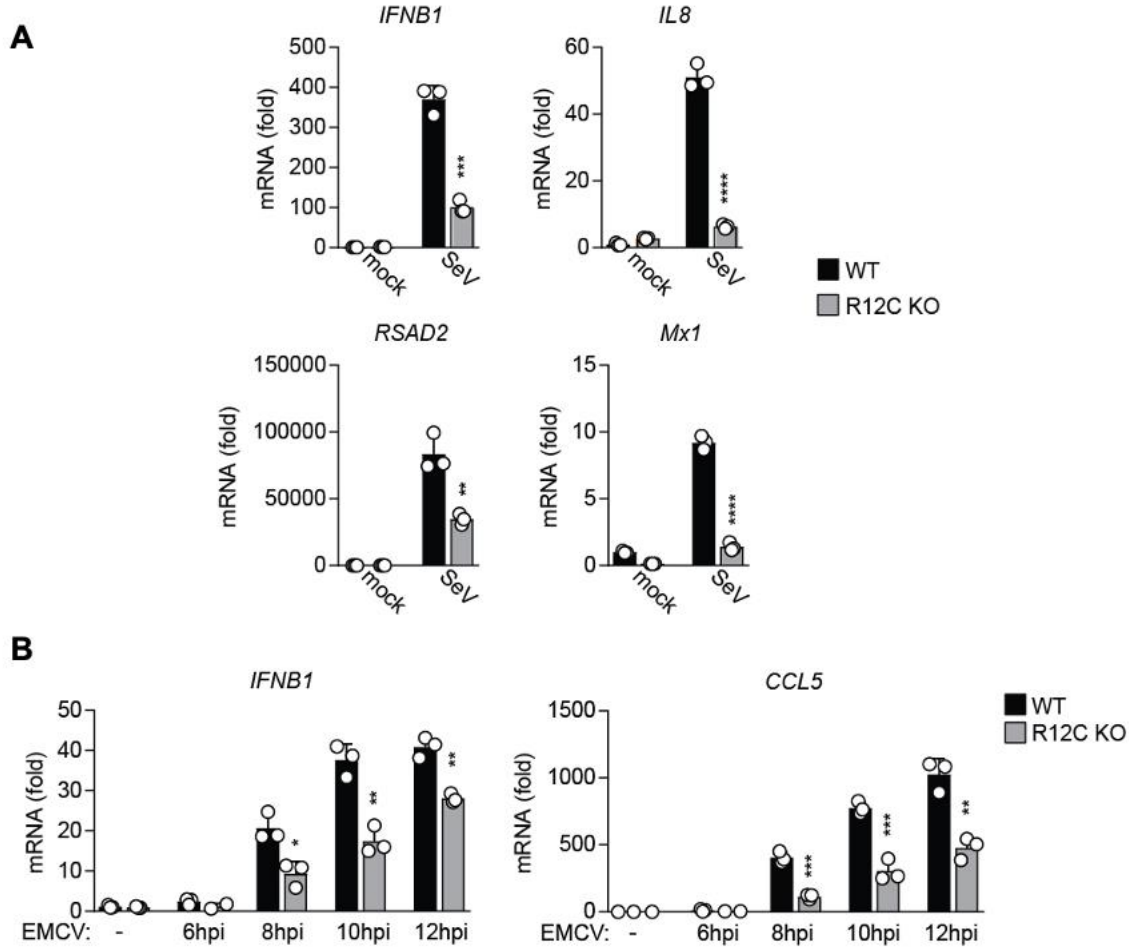 A
IFNB1
mRNA (fold)
500
400
300
200
100
0
***
mock
SeV
IL8
mRNA (fold)
60
40
20
0
****
mock
SeV
WT
R12C KO
RSAD2
mRNA (fold)
150000
100000
50000
0
**
mock
SeV
Mx1
mRNA (fold)
15
10
5
0
****
mock
SeV
B
IFNB1
mRNA (fold)
50
40
30
20
10
0
*
**
**
EMCV: - 6hpi 8hpi 10hpi 12hpi
CCL5
mRNA (fold)
1500
1000
500
0
***
***
**
EMCV: - 6hpi 8hpi 10hpi 12hpi
WT
R12C KO